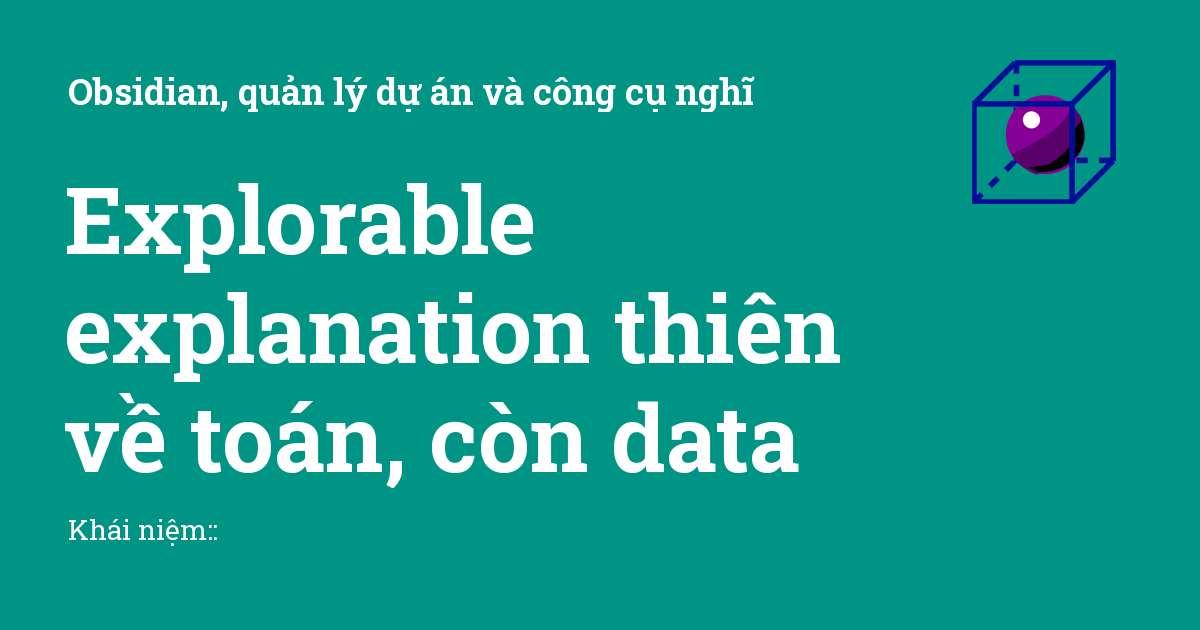 Obsidian, quản lý dự án và công cụ nghĩ
Explorable
explanation thiên
về toán, còn data
Khái niệm::